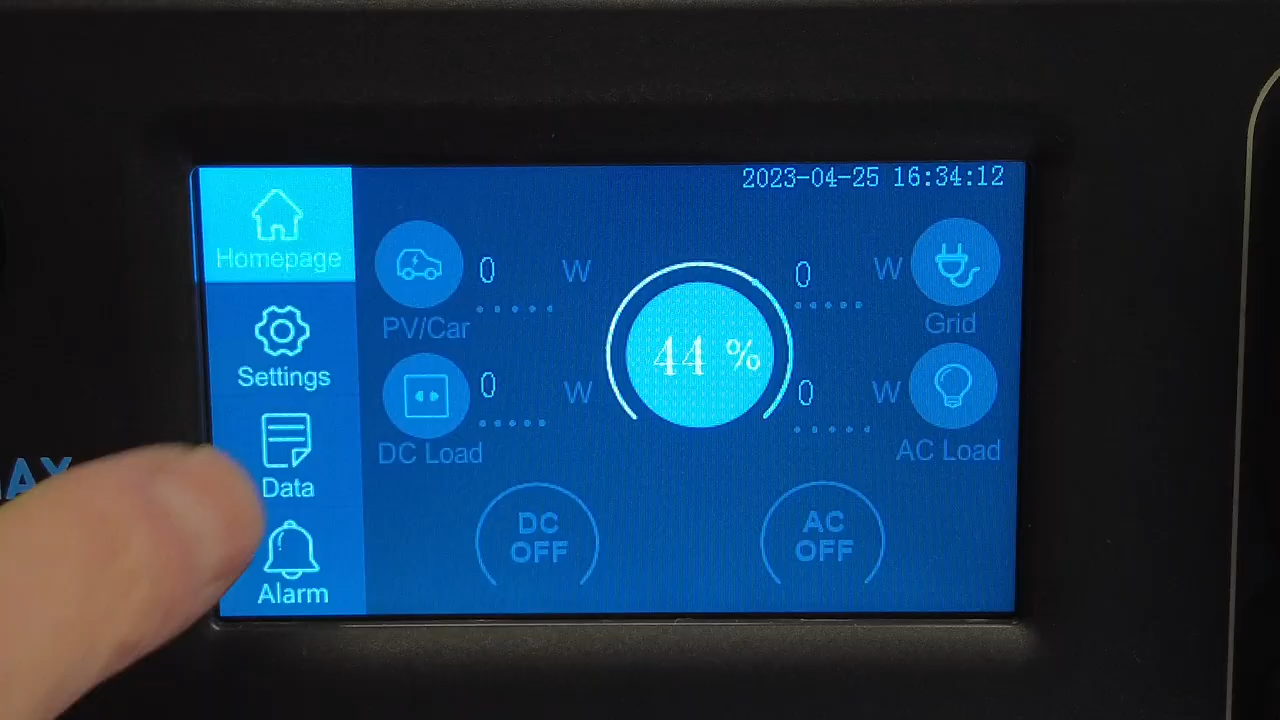 2023-04-25 16:34:12
Homepage
Settings
Data
Alarm
0 W
PV/Car
0 W
DC Load
44 %
0 W
Grid
0 W
AC Load
DC
OFF
AC
OFF
AX